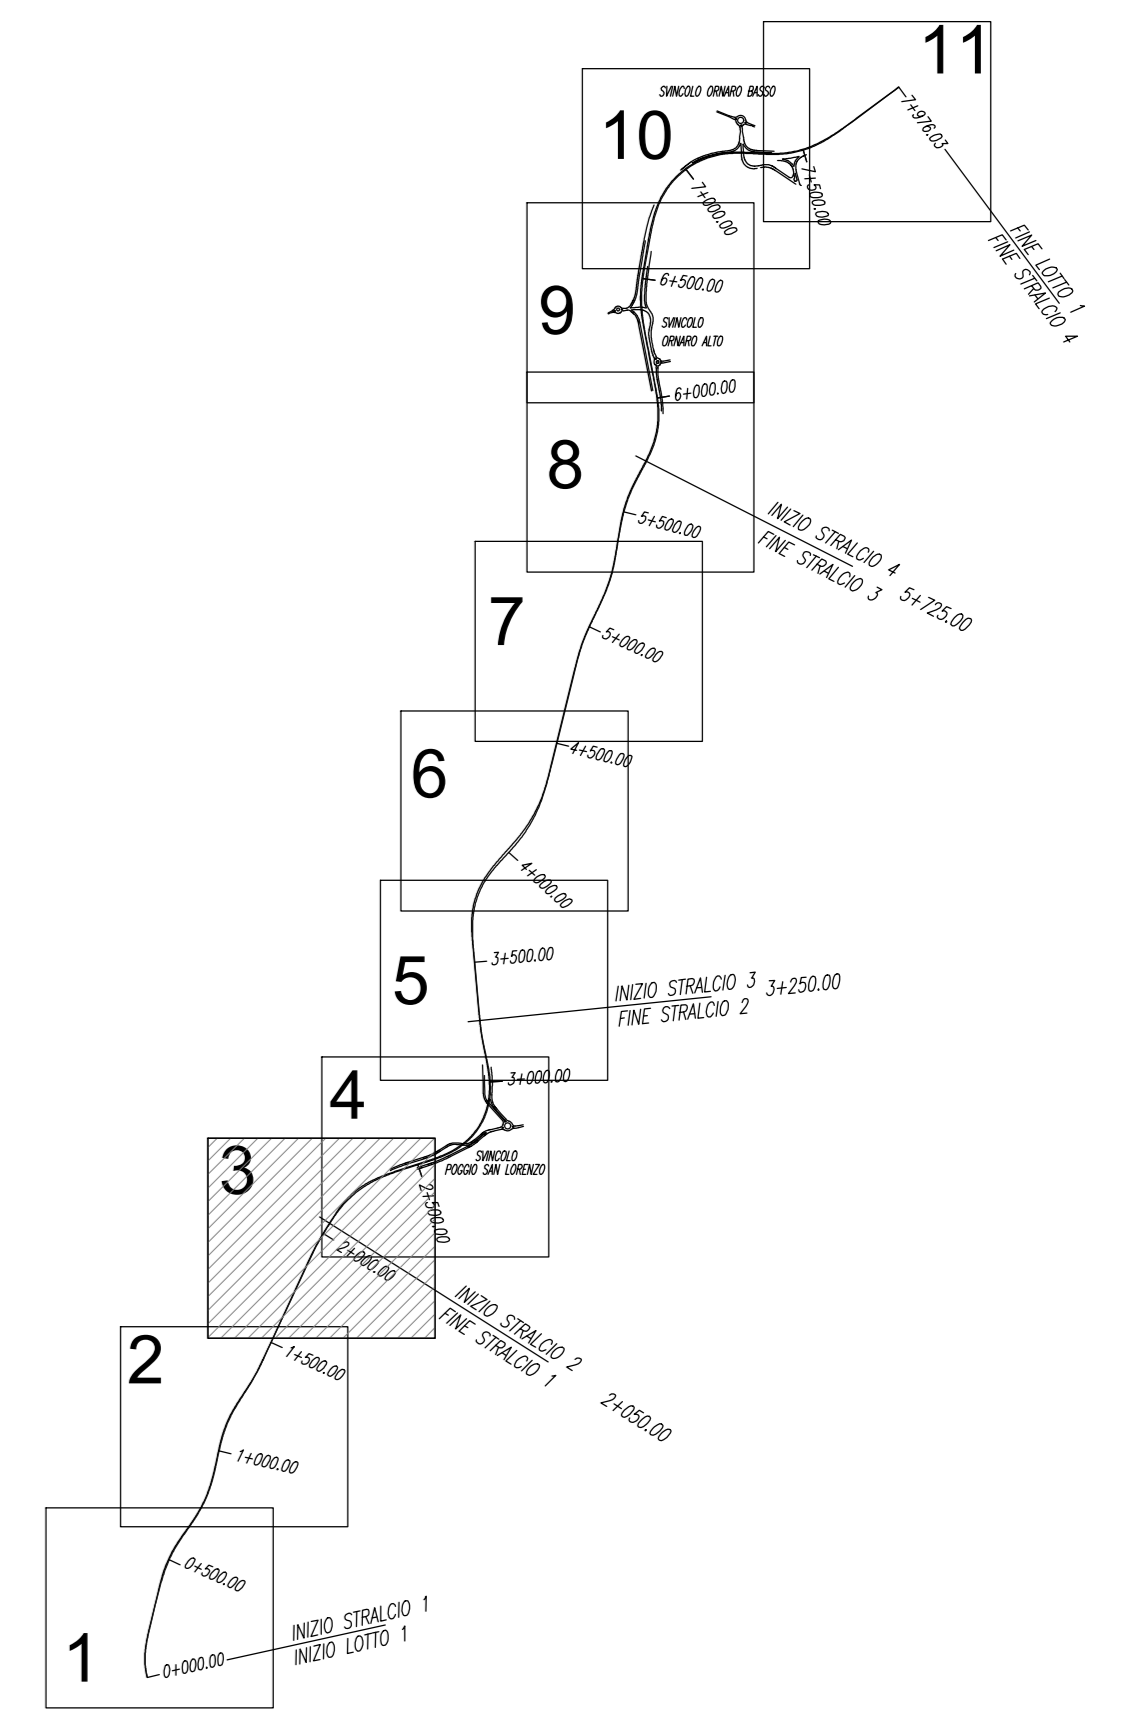 11
SVINCOLO ORNARO BASSO
10
7+976.03
7+500.00
7+000.00
FINE LOTTO 1
FINE STRALCIO 4
9
6+500.00
SVINCOLO
ORNARO ALTO
6+000.00
8
INIZIO STRALCIO 4
FINE STRALCIO 3
5+725.00
5+500.00
7
5+000.00
6
4+500.00
4+000.00
5
3+500.00
INIZIO STRALCIO 3
FINE STRALCIO 2
3+250.00
4
3+000.00
3
SVINCOLO
POGGIO SAN LORENZO
2+500.00
2+000.00
INIZIO STRALCIO 2
FINE STRALCIO 1
2+050.00
2
1+500.00
1+000.00
0+500.00
1
INIZIO STRALCIO 1
INIZIO LOTTO 1
0+000.00